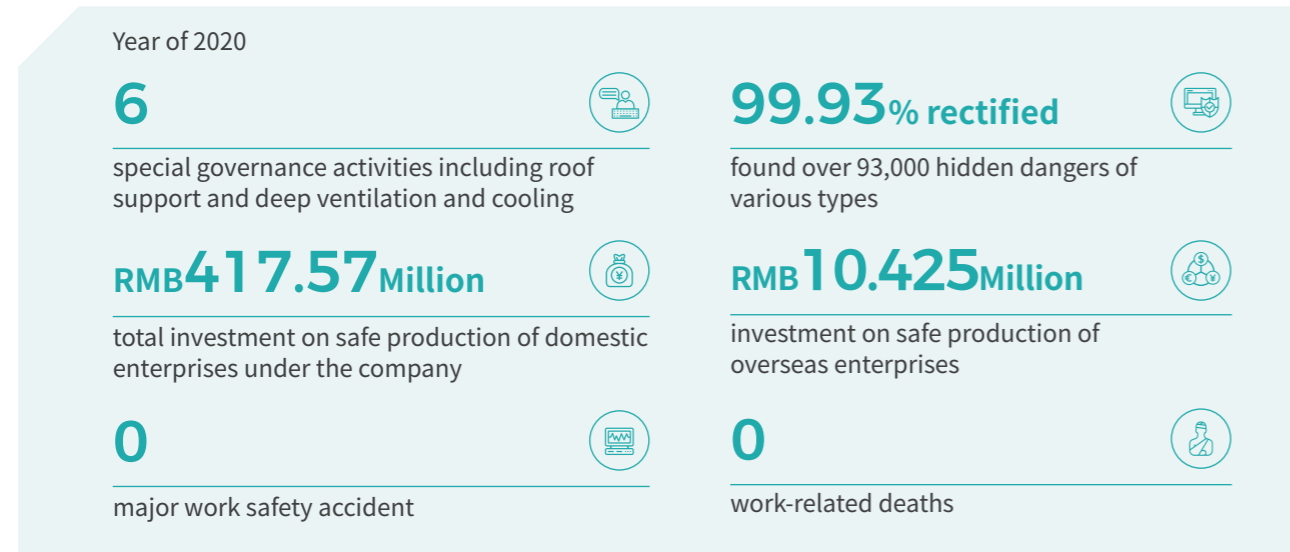 Year of 2020
6
special governance activities including roof
support and deep ventilation and cooling
99.93% rectified
found over 93,000 hidden dangers of
various types
RMB417.57Million
total investment on safe production of domestic
enterprises under the company
RMB10.425Million
investment on safe production of
overseas enterprises
0
major work safety accident
0
work-related deaths